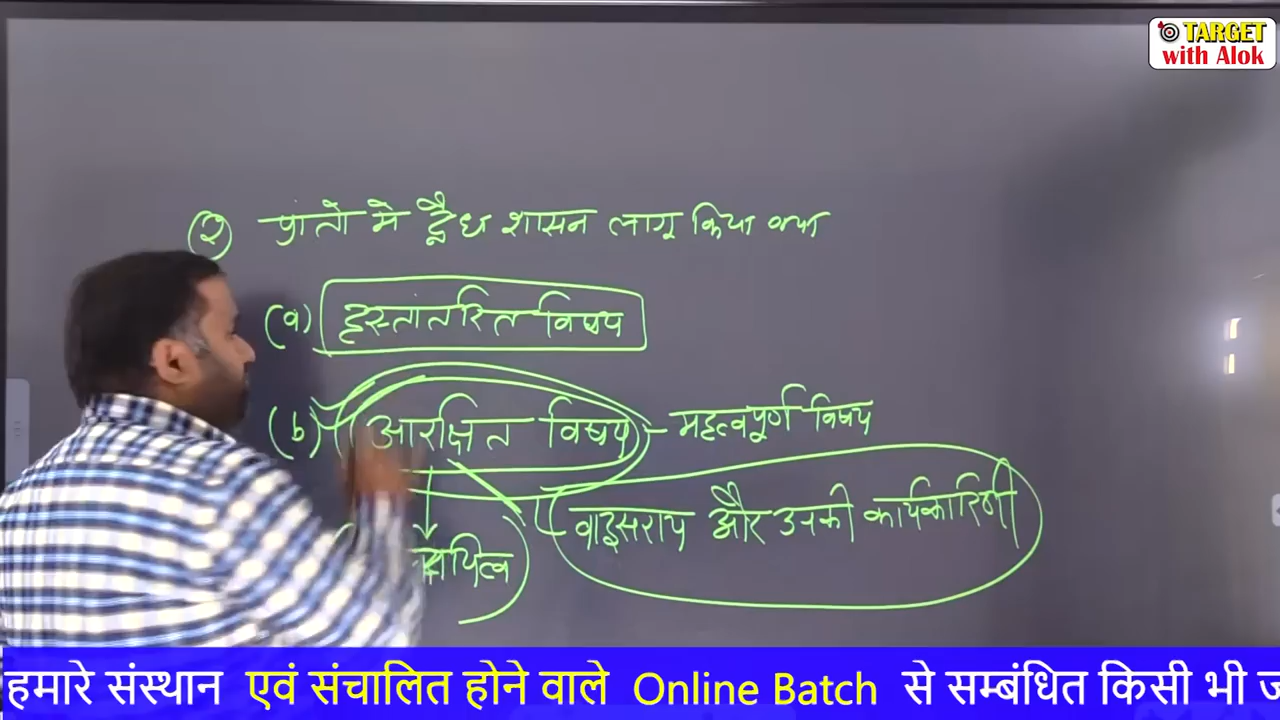 TARGET
with Alok
(२) प्रांतो मे द्वैध शासन लागू किया गया
(a) हस्तांतरित विषय
(b) आरक्षित विषय - महत्वपूर्ण विषय
वाइसराय और उनकी कार्यकारिणी
हमारे संस्थान एवं संचालित होने वाले Online Batch से सम्बंधित किसी भी ज